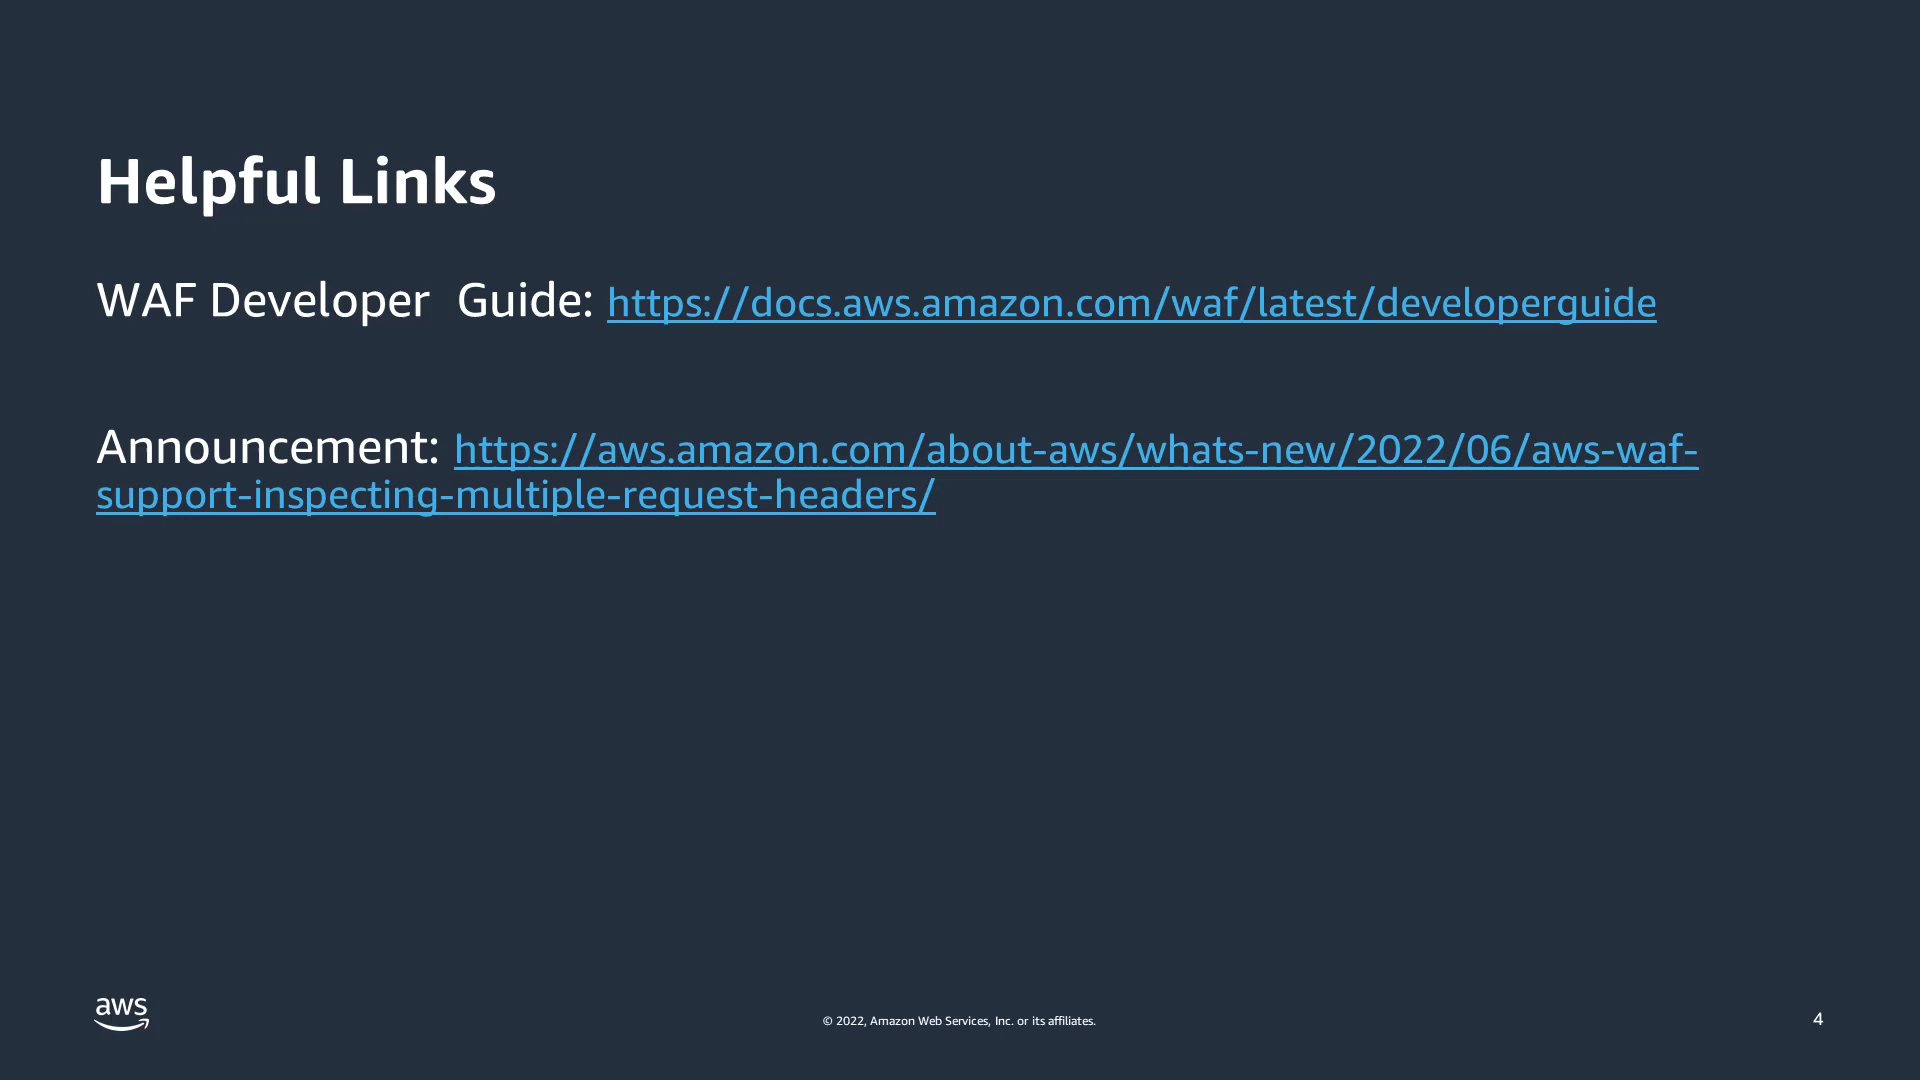 Helpful Links
WAF Developer  Guide: https://docs.aws.amazon.com/waf/latest/developerguide
Announcement: https://aws.amazon.com/about-aws/whats-new/2022/06/aws-waf-
support-inspecting-multiple-request-headers/
aws
© 2022, Amazon Web Services, Inc. or its affiliates.
4